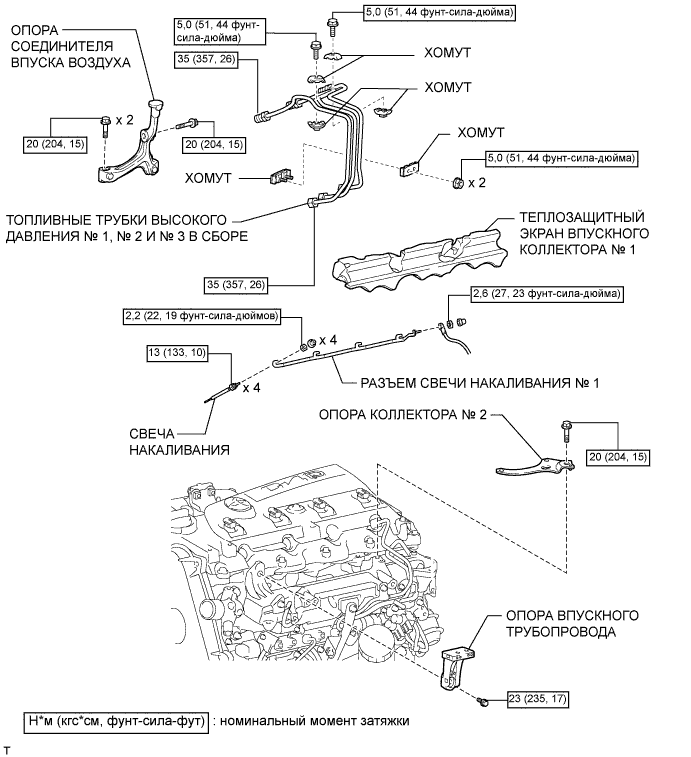 5,0 (51, 44 фунт-сила-дюйма)
ОПОРА
СОЕДИНИТЕЛЯ
ВПУСКА ВОЗДУХА
5,0 (51, 44 фунт-
сила-дюйма)
35 (357, 26)
ХОМУТ
ХОМУТ
x 2
20 (204, 15)
20 (204, 15)
ХОМУТ
5,0 (51, 44 фунт-сила-дюйма)
x 2
ХОМУТ
ТОПЛИВНЫЕ ТРУБКИ ВЫСОКОГО
ДАВЛЕНИЯ № 1, № 2 И № 3 В СБОРЕ
ТЕПЛОЗАЩИТНЫЙ
ЭКРАН ВПУСКНОГО
КОЛЛЕКТОРА № 1
35 (357, 26)
2,6 (27, 23 фунт-сила-дюйма)
2,2 (22, 19 фунт-сила-дюймов)
x 4
13 (133, 10)
x 4
РАЗЪЕМ СВЕЧИ НАКАЛИВАНИЯ № 1
СВЕЧА
НАКАЛИВАНИЯ
ОПОРА КОЛЛЕКТОРА № 2
20 (204, 15)
ОПОРА ВПУСКНОГО
ТРУБОПРОВОДА
23 (235, 17)
Н*м (кгс*см, фунт-сила-фут) : номинальный момент затяжки
T